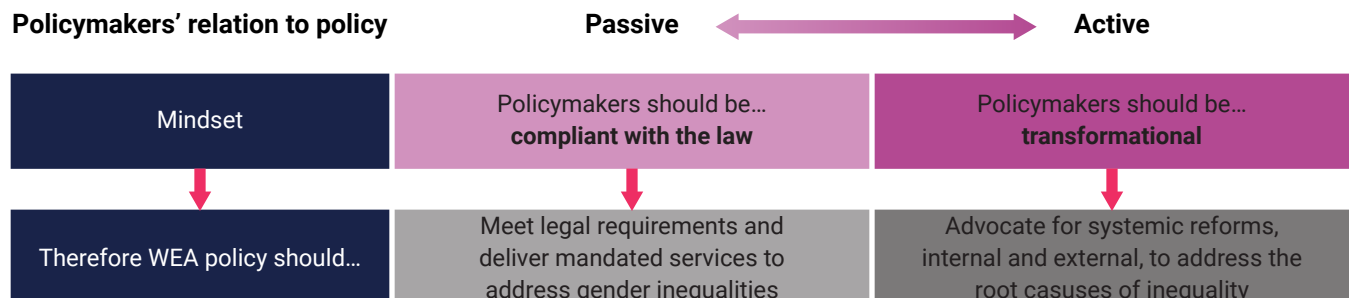 Policymakers’ relation to policy
Passive
Active
Mindset
Policymakers should be…
compliant with the law
Policymakers should be…
transformational
Therefore WEA policy should…
Meet legal requirements and
deliver mandated services to
address gender inequalities
Advocate for systemic reforms,
internal and external, to address the
root casuses of inequality